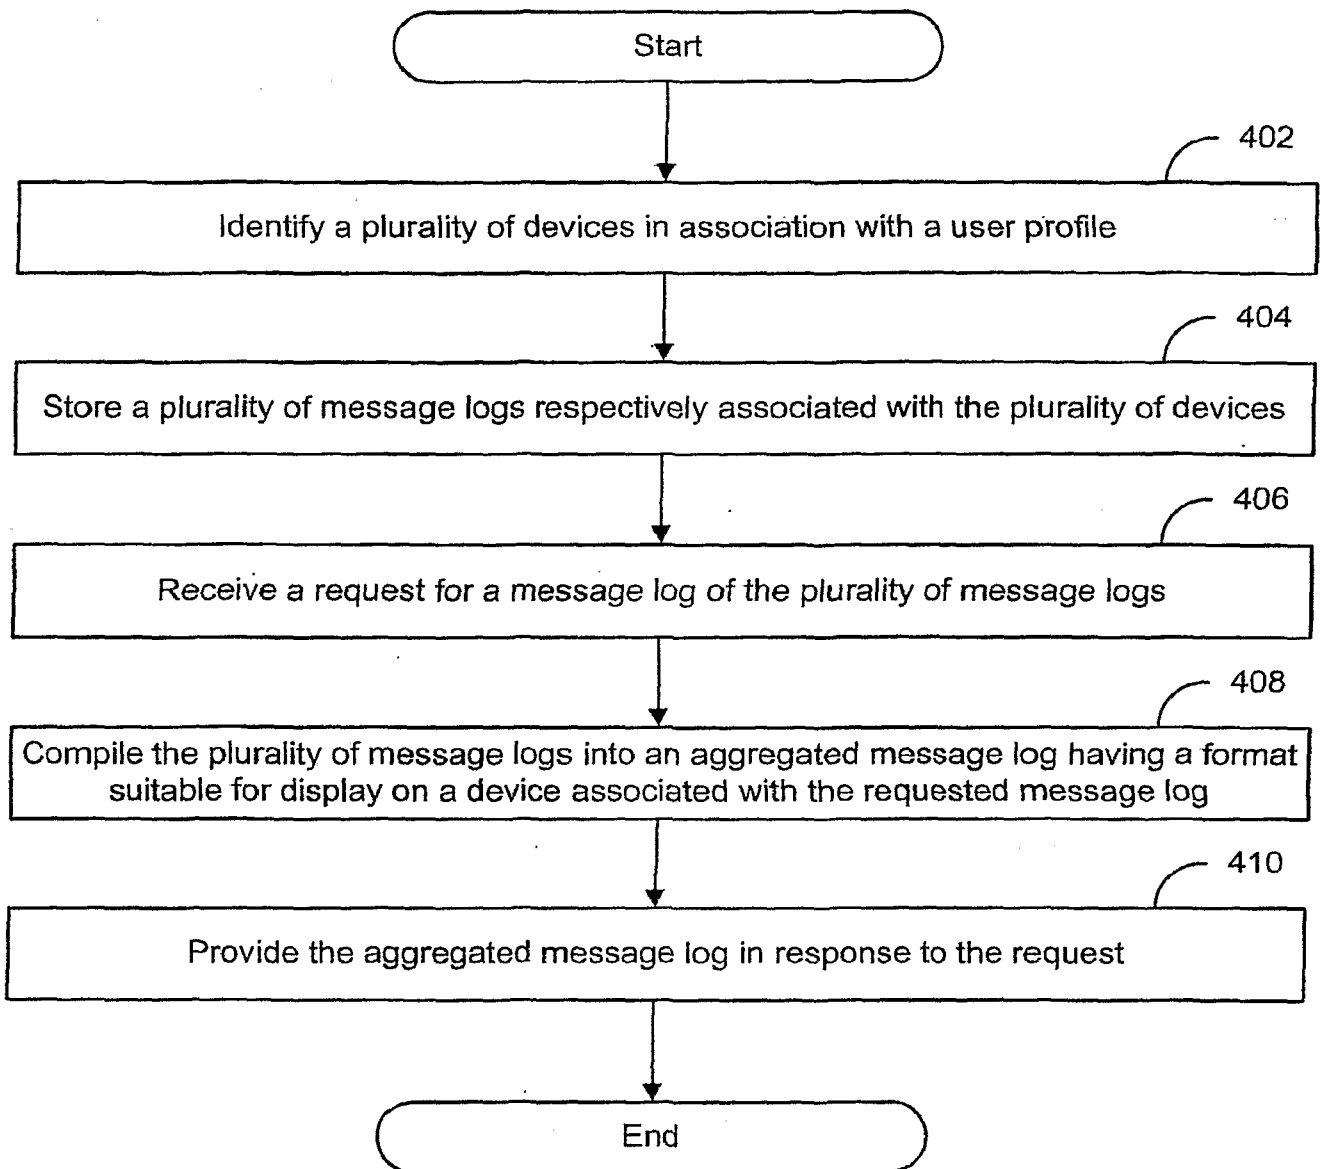 Start
402
Identify a plurality of devices in association with a user profile
404
Store a plurality of message logs respectively associated with the plurality of devices
406
Receive a request for a message log of the plurality of message logs
408
Compile the plurality of message logs into an aggregated message log having a format
suitable for display on a device associated with the requested message log
410
Provide the aggregated message log in response to the request
End